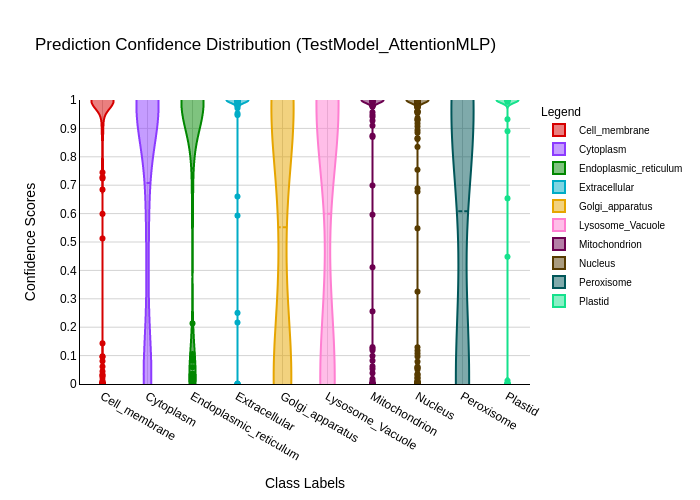 Prediction Confidence Distribution (TestModel_AttentionMLP)
Confidence Scores
1
0.9
0.8
0.7
0.6
0.5
0.4
0.3
0.2
0.1
0
Cell_membrane
Cytoplasm
Endoplasmic_reticulum
Extracellular
Golgi_apparatus
Lysosome_Vacuole
Mitochondrion
Nucleus
Peroxisome
Plastid
Class Labels
Legend
Cell_membrane
Cytoplasm
Endoplasmic_reticulum
Extracellular
Golgi_apparatus
Lysosome_Vacuole
Mitochondrion
Nucleus
Peroxisome
Plastid